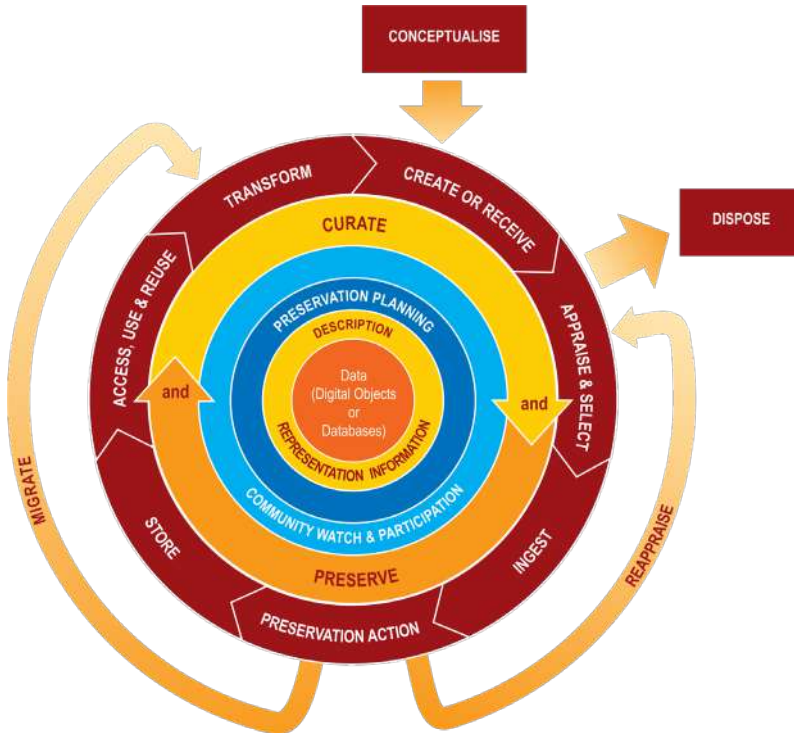 CONCEPTUALISE
CREATE OR RECEIVE
DISPOSE
APPRAISE & SELECT
INGEST
PRESERVATION ACTION
STORE
ACCESS, USE & REUSE
TRANSFORM
MIGRATE
REAPPRAISE
CURATE
and
PRESERVE
and
COMMUNITY WATCH & PARTICIPATION
PRESERVATION PLANNING
DESCRIPTION
REPRESENTATION INFORMATION
Data
(Digital Objects
or
Databases)